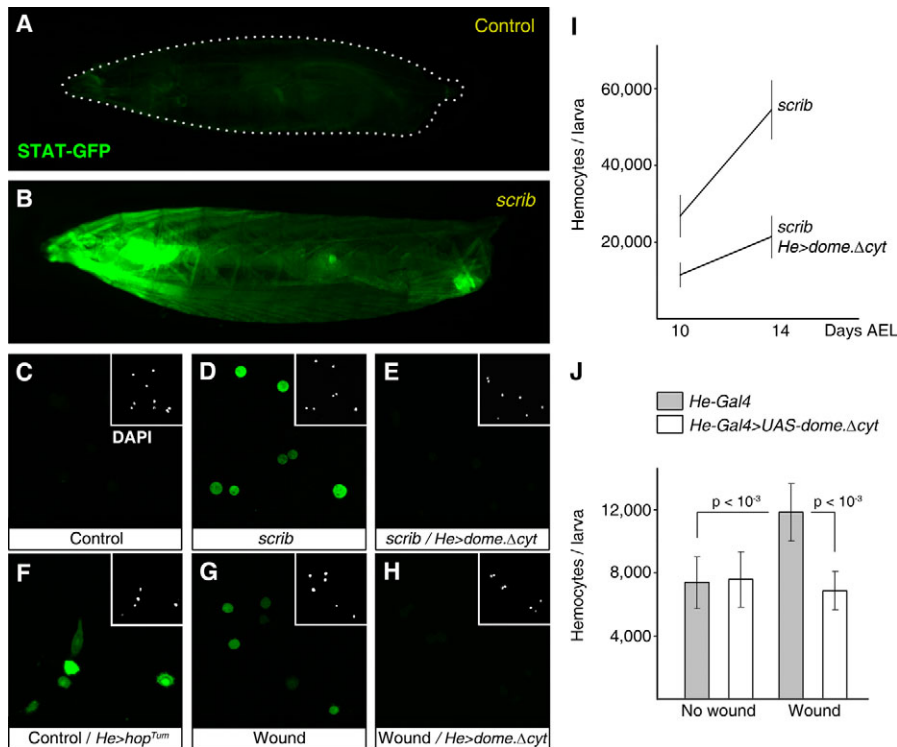 A
Control
STAT-GFP
B
scrib
C
DAPI
Control
D
scrib
E
scrib / He>dome.Δcyt
F
Control / He>hopTum
G
Wound
H
Wound / He>dome.Δcyt
I
Hemocytes / larva
60,000
40,000
20,000
scrib
scrib
He>dome.Δcyt
10
14
Days AEL
J
He-Gal4
He-Gal4>UAS-dome.Δcyt
Hemocytes / larva
12,000
8,000
4,000
p < 10-3
p < 10-3
No wound
Wound